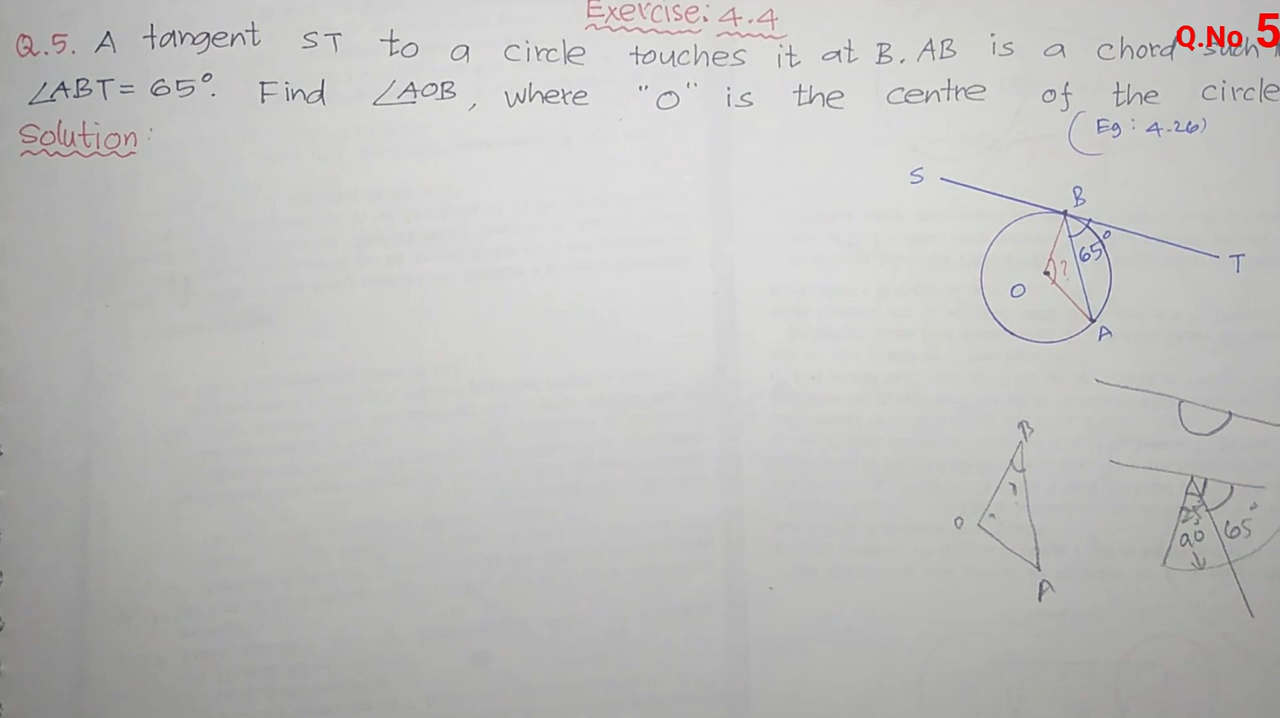 Exercise: 4.4
Q.No 5
Q.5. A tangent ST to a circle touches it at B. AB is a chord such
∠ABT = 65°. Find ∠AOB, where "O" is the centre of the circle
Solution:
(Eg: 4.26)
S
B
65°
T
?
O
A
B
?
O
A
25
90
65°